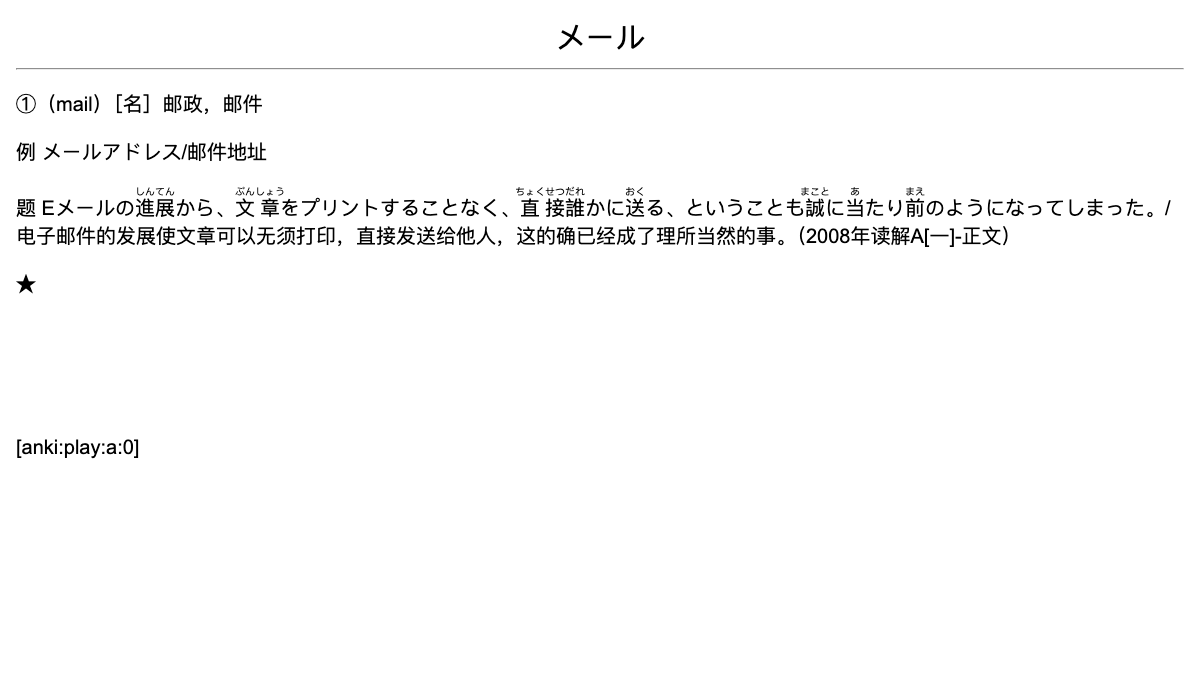 メール
①（mail）［名］邮政，邮件
例 メールアドレス/邮件地址
しんてん ぶんしょう ちょくせつだれ おく まこと あ まえ
题 Eメールの進展から、文章をプリントすることなく、直接誰かに送る、ということも誠に当たり前のようになってしまった。/
电子邮件的发展使文章可以无须打印，直接发送给他人，这的确已经成了理所当然的事。（2008年读解A[一]-正文）
★
[anki:play:a:0]